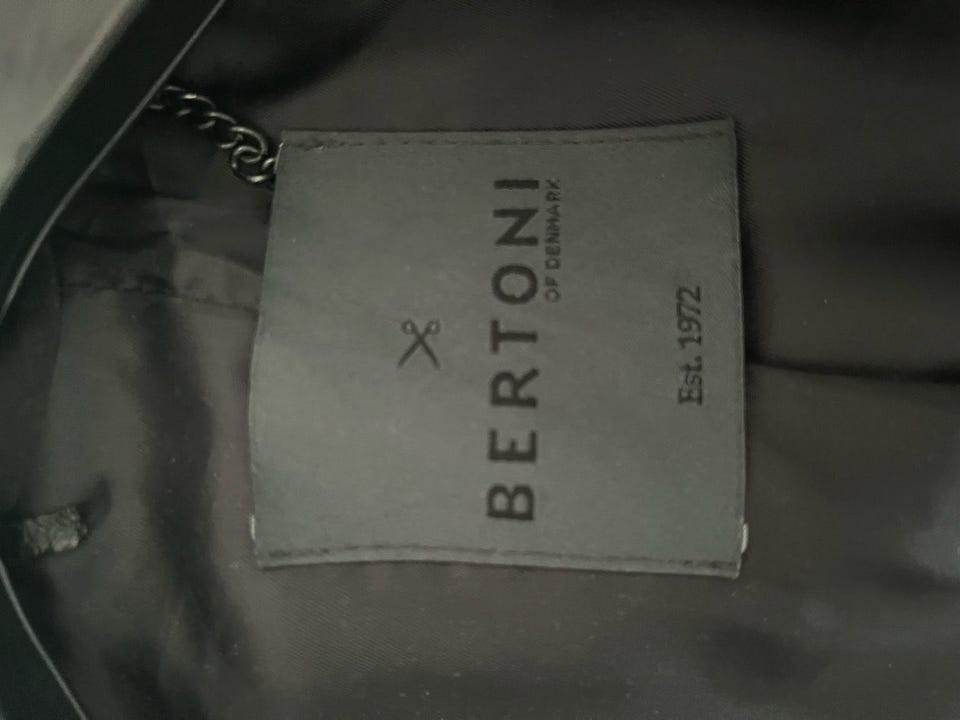 BERTONI
OF DENMARK
Est. 1972